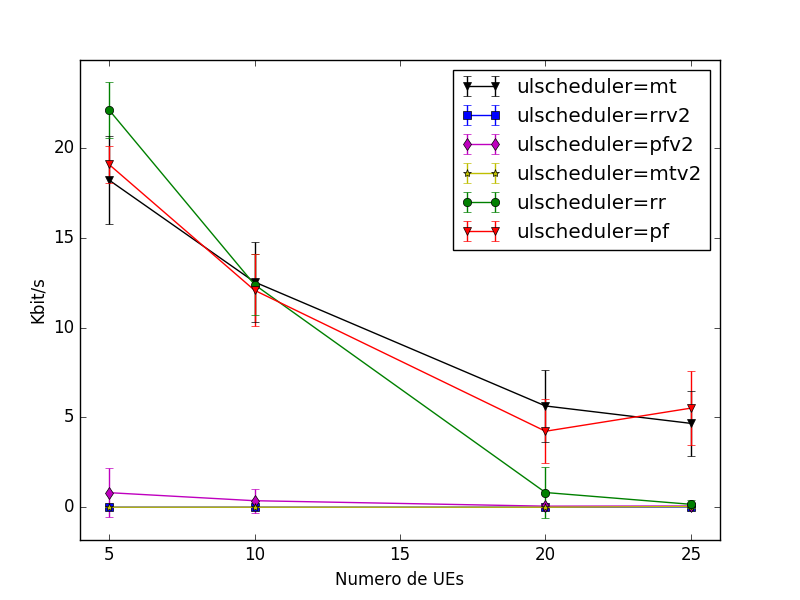 ulscheduler=mt
ulscheduler=rrv2
ulscheduler=pfv2
ulscheduler=mtv2
ulscheduler=rr
ulscheduler=pf
20
15
10
5
0
Kbit/s
5 10 15 20 25
Numero de UEs